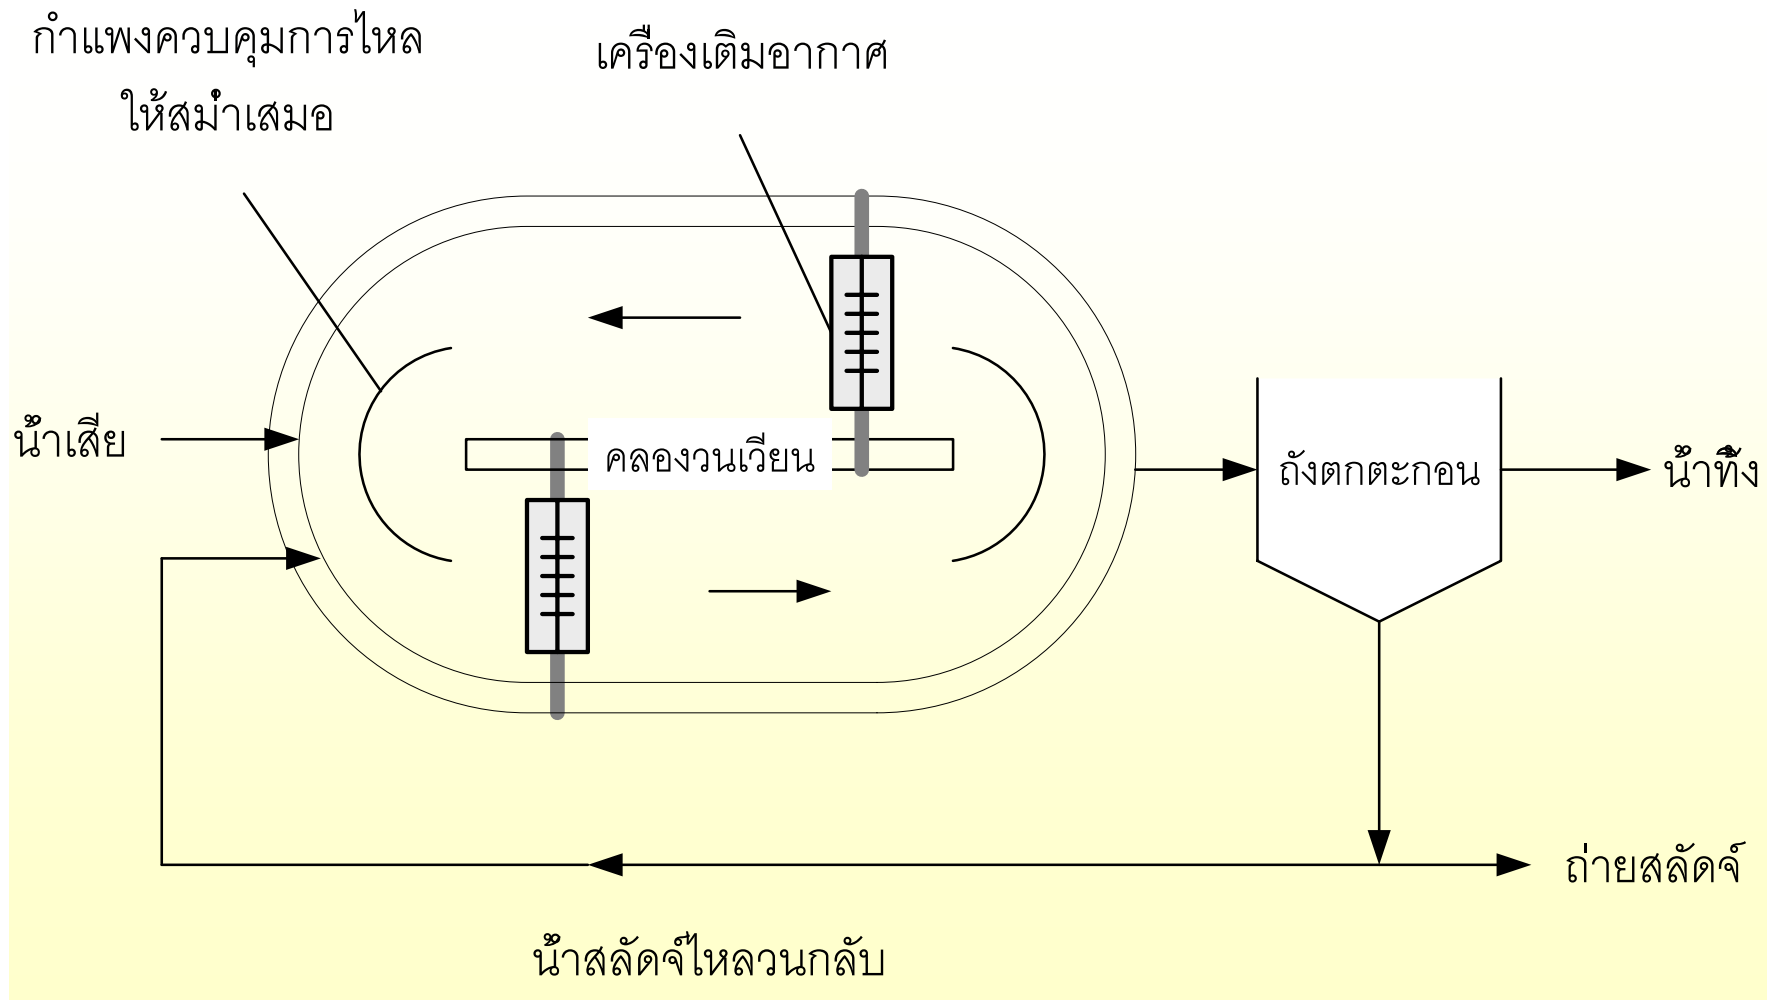 กำแพงควบคุมการไหล
ให้สม่ำเสมอ
เครื่องเติมอากาศ
น้ำเสีย
คลองวนเวียน
ถังตกตะกอน
น้ำทิ้ง
ถ่ายสลัดจ์
น้ำสลัดจ์ไหลวนกลับ